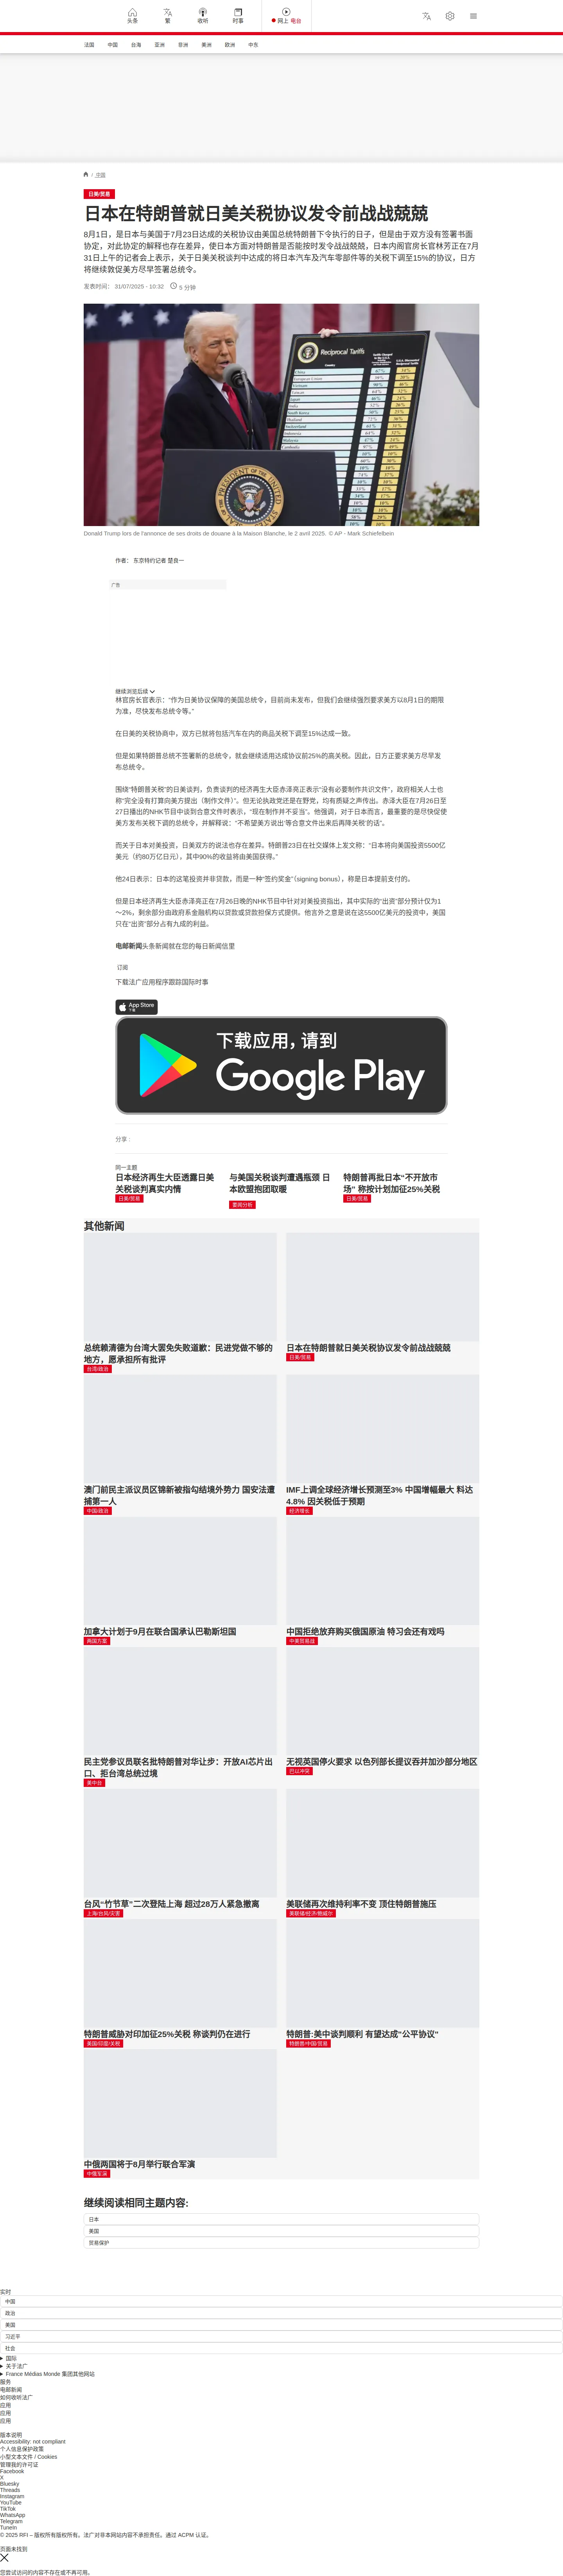 头条
繁
收听
时事
网上 电台
法国
中国
台海
亚洲
非洲
美洲
欧洲
中东
/ 中国
日美/贸易
日本在特朗普就日美关税协议发令前战战兢兢
8月1日，是日本与美国于7月23日达成的关税协议由美国总统特朗普下令执行的日子，但是由于双方没有签署书面
协定，对此协定的解释也存在差异，使日本方面对特朗普是否能按时发令战战兢兢，日本内阁官房长官林芳正在7月
31日上午的记者会上表示，关于日美关税谈判中达成的将日本汽车及汽车零部件等的关税下调至15%的协议，日方
将继续敦促美方尽早签署总统令。
发表时间： 31/07/2025 - 10:32
5 分钟
Reciprocal Tariffs
Donald Trump lors de l'annonce de ses droits de douane à la Maison Blanche, le 2 avril 2025. © AP - Mark Schiefelbein
作者： 东京特约记者 楚良一
广告
继续浏览后续
林官房长官表示：“作为日美协议保障的美国总统令，目前尚未发布，但我们会继续强烈要求美方以8月1日的期限
为准，尽快发布总统令等。”
在日美的关税协商中，双方已就将包括汽车在内的商品关税下调至15%达成一致。
但是如果特朗普总统不签署新的总统令，就会继续适用达成协议前25%的高关税。因此，日方正要求美方尽早发
布总统令。
围绕“特朗普关税”的日美谈判，负责谈判的经济再生大臣赤泽亮正表示“没有必要制作共识文件”，政府相关人士也
称“完全没有打算向美方提出（制作文件）”。但无论执政党还是在野党，均有质疑之声传出。赤泽大臣在7月26日至
27日播出的NHK节目中谈到合意文件时表示，“现在制作并不妥当”。他强调，对于日本而言，最重要的是尽快促使
美方发布关税下调的总统令，并解释说：“不希望美方说出‘等合意文件出来后再降关税’的话”。
而关于日本对美投资，日美双方的说法也存在差异。特朗普23日在社交媒体上发文称：“日本将向美国投资5500亿
美元（约80万亿日元），其中90%的收益将由美国获得。”
他24日表示：日本的这笔投资并非贷款，而是一种“签约奖金”（signing bonus），称是日本提前支付的。
但是日本经济再生大臣赤泽亮正在7月26日晚的NHK节目中针对对美投资指出，其中实际的“出资”部分预计仅为1
～2%，剩余部分由政府系金融机构以贷款或贷款担保方式提供。他言外之意是说在这5500亿美元的投资中，美国
只在“出资”部分占有九成的利益。
电邮新闻头条新闻就在您的每日新闻信里
订阅
下载法广应用程序跟踪国际时事
App Store
下载
下载应用，请到
Google Play
分享 :
同一主题
日本经济再生大臣透露日美
关税谈判真实内情
日美/贸易
与美国关税谈判遭遇瓶颈 日
本欧盟抱团取暖
要闻分析
特朗普再批日本“不开放市
场” 称按计划加征25%关税
日美/贸易
其他新闻
总统赖清德为台湾大罢免失败道歉：民进党做不够的
地方，愿承担所有批评
台湾/政治
日本在特朗普就日美关税协议发令前战战兢兢
日美/贸易
澳门前民主派议员区锦新被指勾结境外势力 国安法遭
捕第一人
中国/政治
IMF上调全球经济增长预测至3% 中国增幅最大 料达
4.8% 因关税低于预期
经济增长
加拿大计划于9月在联合国承认巴勒斯坦国
两国方案
中国拒绝放弃购买俄国原油 特习会还有戏吗
中美贸易战
民主党参议员联名批特朗普对华让步：开放AI芯片出
口、拒台湾总统过境
美中台
无视英国停火要求 以色列部长提议吞并加沙部分地区
巴以冲突
台风“竹节草”二次登陆上海 超过28万人紧急撤离
上海/台风/灾害
美联储再次维持利率不变 顶住特朗普施压
美联储/经济/鲍威尔
特朗普威胁对印加征25%关税 称谈判仍在进行
美国/印度/关税
特朗普:美中谈判顺利 有望达成"公平协议"
特朗普/中国/贸易
中俄两国将于8月举行联合军演
中俄军演
继续阅读相同主题内容:
日本
美国
贸易保护
实时
中国
政治
美国
习近平
社会
国际
关于法广
France Médias Monde 集团其他网站
服务
电邮新闻
如何收听法广
应用
应用
应用
版本说明
Accessibility: not compliant
个人信息保护政策
小型文本文件 / Cookies
管理我的许可证
Facebook
X
Bluesky
Threads
Instagram
YouTube
TikTok
WhatsApp
Telegram
TuneIn
© 2025 RFI – 版权所有版权所有。法广对非本网站内容不承担责任。通过 ACPM 认证。
页面未找到
您尝试访问的内容不存在或不再可用。